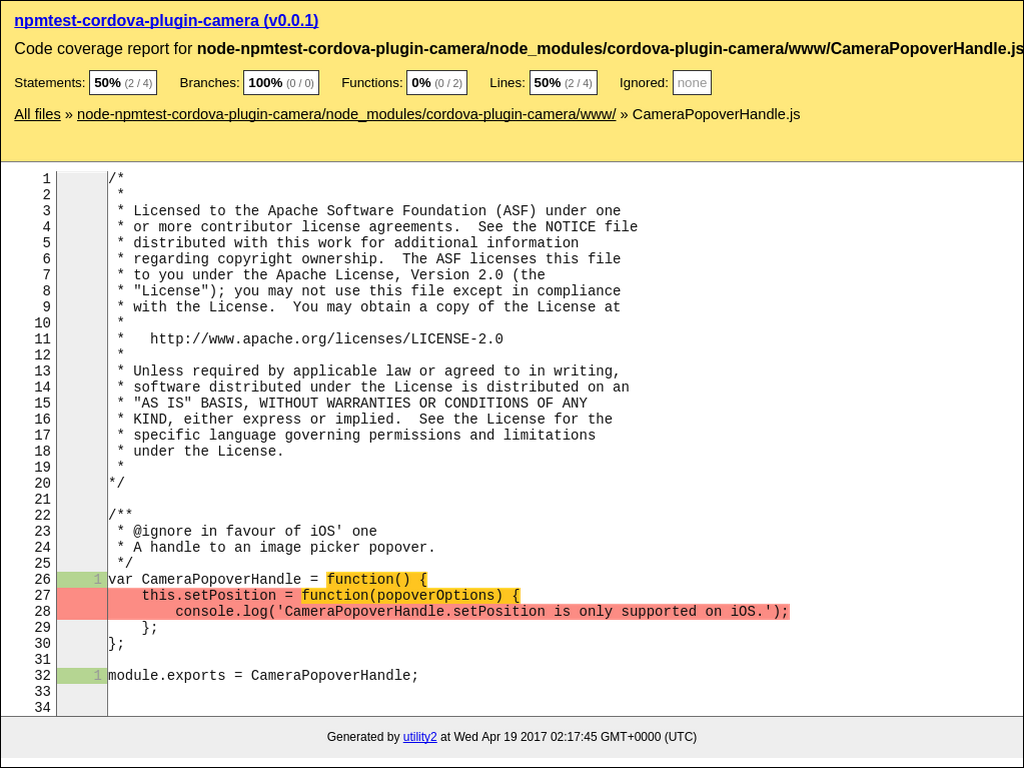 npmtest-cordova-plugin-camera (v0.0.1)
Code coverage report for node-npmtest-cordova-plugin-camera/node_modules/cordova-plugin-camera/www/CameraPopoverHandle.js
Statements: 50% (2 / 4) Branches: 100% (0 / 0) Functions: 0% (0 / 2) Lines: 50% (2 / 4) Ignored: none
All files » node-npmtest-cordova-plugin-camera/node_modules/cordova-plugin-camera/www/ » CameraPopoverHandle.js
1 /*
2  *
3  * Licensed to the Apache Software Foundation (ASF) under one
4  * or more contributor license agreements.  See the NOTICE file
5  * distributed with this work for additional information
6  * regarding copyright ownership.  The ASF licenses this file
7  * to you under the Apache License, Version 2.0 (the
8  * "License"); you may not use this file except in compliance
9  * with the License.  You may obtain a copy of the License at
10  *
11  *   http://www.apache.org/licenses/LICENSE-2.0
12  *
13  * Unless required by applicable law or agreed to in writing,
14  * software distributed under the License is distributed on an
15  * "AS IS" BASIS, WITHOUT WARRANTIES OR CONDITIONS OF ANY
16  * KIND, either express or implied.  See the License for the
17  * specific language governing permissions and limitations
18  * under the License.
19  *
20 */
21
22 /**
23  * @ignore in favour of iOS' one
24  * A handle to an image picker popover.
25  */
26 1 var CameraPopoverHandle = function() {
27     this.setPosition = function(popoverOptions) {
28         console.log('CameraPopoverHandle.setPosition is only supported on iOS.');
29     };
30 };
31
32 1 module.exports = CameraPopoverHandle;
33
34
Generated by utility2 at Wed Apr 19 2017 02:17:45 GMT+0000 (UTC)